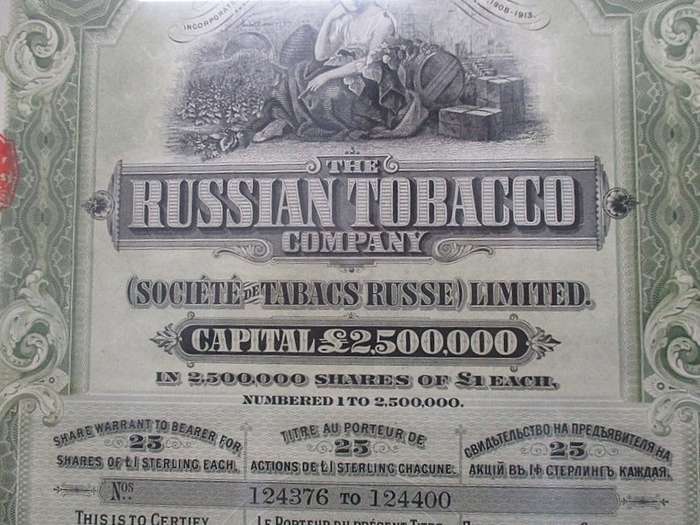 INCORPORAT
1908-1913.
THE
RUSSIAN TOBACCO
COMPANY
(SOCIÉTÉ DE TABACS RUSSE) LIMITED.
CAPITAL £2,500,000
IN 2,500,000 SHARES OF £1 EACH,
NUMBERED 1 TO 2,500,000.
SHARE WARRANT TO BEARER FOR
25
SHARES OF £1 STERLING EACH.
TITRE AU PORTEUR DE
25
ACTIONS DE £1 STERLING CHACUNE.
СВИДѢТЕЛЬСТВО НА ПРЕДЪЯВИТЕЛЯ НА
25
АКЦІЙ ВЪ 1Ф СТЕРЛИНГЪ КАЖДАЯ.
Nos 124376 TO 124400
THIS IS TO CERTIFY
LE PORTEUR DU PRÉSENT TITRE